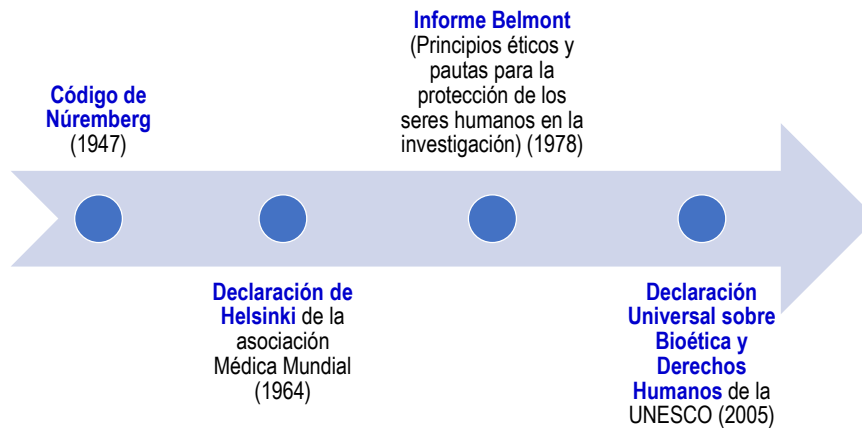 Código de
Núremberg
(1947)
Declaración de
Helsinki de la
asociación
Médica Mundial
(1964)
Informe Belmont
(Principios éticos y
pautas para la
protección de los
seres humanos en la
investigación) (1978)
Declaración
Universal sobre
Bioética y
Derechos
Humanos de la
UNESCO (2005)